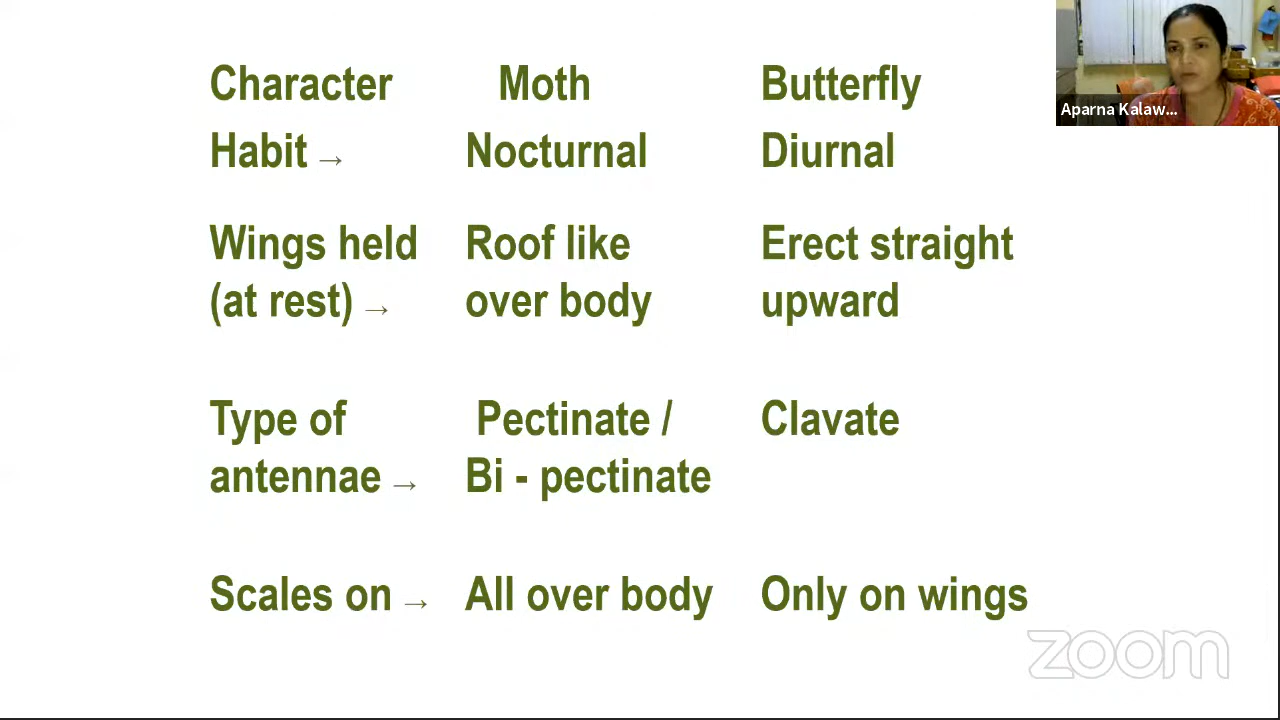 Character Moth Butterfly
Habit → Nocturnal Diurnal
Wings held Roof like Erect straight
(at rest) → over body upward
Type of Pectinate / Clavate
antennae → Bi - pectinate
Scales on → All over body Only on wings
Aparna Kalaw...
zoom